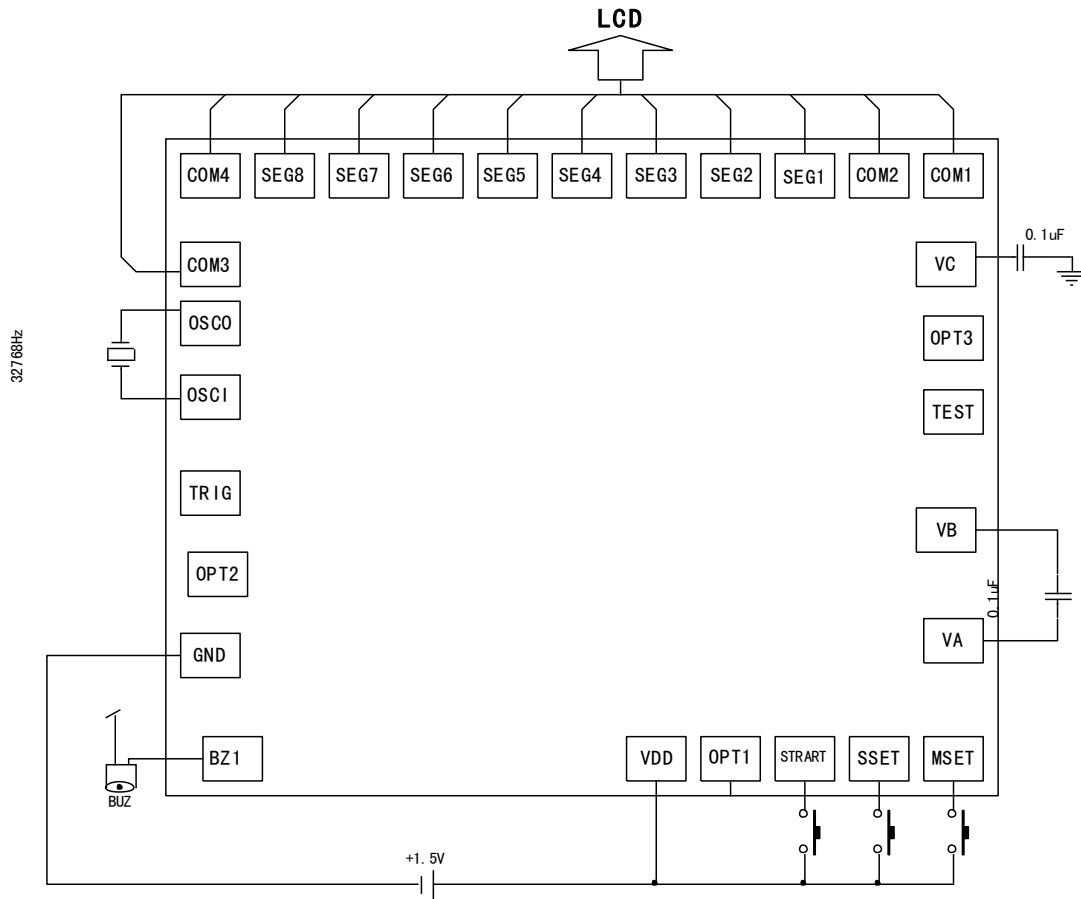 LCD
COM4 SEG8 SEG7 SEG6 SEG5 SEG4 SEG3 SEG2 SEG1 COM2 COM1
0.1uF
COM3 VC
OSCO
OPT3
32768Hz
OSCI
TEST
TRIG
VB
OPT2
0.1uF
GND VA
BZ1 VDD OPT1 STRART SSET MSET
BUZ
+1.5V